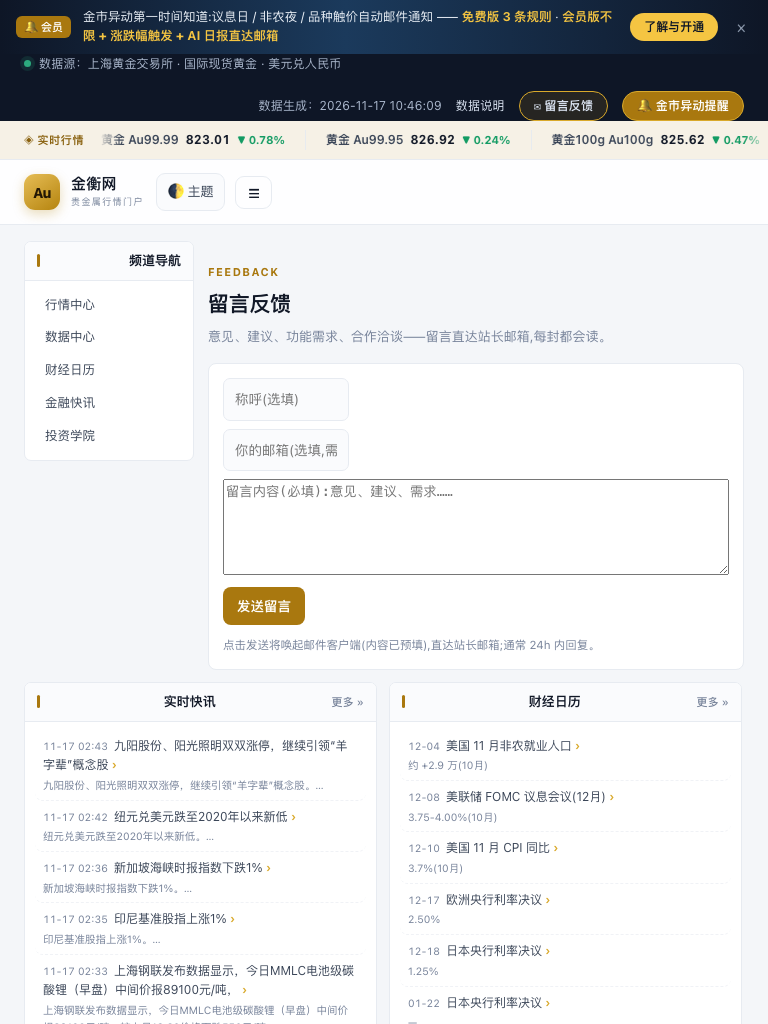 🔔 会员
金市异动第一时间知道:议息日 / 非农夜 / 品种触价自动邮件通知 —— 免费版 3 条规则 · 会员版不
限 + 涨跌幅触发 + AI 日报直达邮箱
了解与开通
×
数据源: 上海黄金交易所 · 国际现货黄金 · 美元兑人民币
数据生成: 2026-11-17 10:46:09 数据说明 ✉ 留言反馈 🔔 金市异动提醒
◈ 实时行情 黄金 Au99.99 823.01 ▼ 0.78% 黄金 Au99.95 826.92 ▼ 0.24% 黄金100g Au100g 825.62 ▼ 0.47%
Au
金衡网
贵金属行情门户
🌓 主题
☰
频道导航
行情中心
数据中心
财经日历
金融快讯
投资学院
FEEDBACK
留言反馈
意见、建议、功能需求、合作洽谈——留言直达站长邮箱,每封都会读。
称呼(选填)
你的邮箱(选填,需
留言内容(必填):意见、建议、需求……
发送留言
点击发送将唤起邮件客户端(内容已预填),直达站长邮箱;通常 24h 内回复。
实时快讯 更多 »
11-17 02:43 九阳股份、阳光照明双双涨停，继续引领“羊
字辈”概念股 ›
九阳股份、阳光照明双双涨停，继续引领“羊字辈”概念股。...
11-17 02:42 纽元兑美元跌至2020年以来新低 ›
纽元兑美元跌至2020年以来新低。...
11-17 02:36 新加坡海峡时报指数下跌1% ›
新加坡海峡时报指数下跌1%。...
11-17 02:35 印尼基准股指上涨1% ›
印尼基准股指上涨1%。...
11-17 02:33 上海钢联发布数据显示，今日MMLC电池级碳
酸锂（早盘）中间价报89100元/吨， ›
上海钢联发布数据显示，今日MMLC电池级碳酸锂（早盘）中间价
财经日历 更多 »
12-04 美国 11 月非农就业人口 ›
约 +2.9 万(10月)
12-08 美联储 FOMC 议息会议(12月) ›
3.75-4.00%(10月)
12-10 美国 11 月 CPI 同比 ›
3.7%(10月)
12-17 欧洲央行利率决议 ›
2.50%
12-18 日本央行利率决议 ›
1.25%
01-22 日本央行利率决议 ›